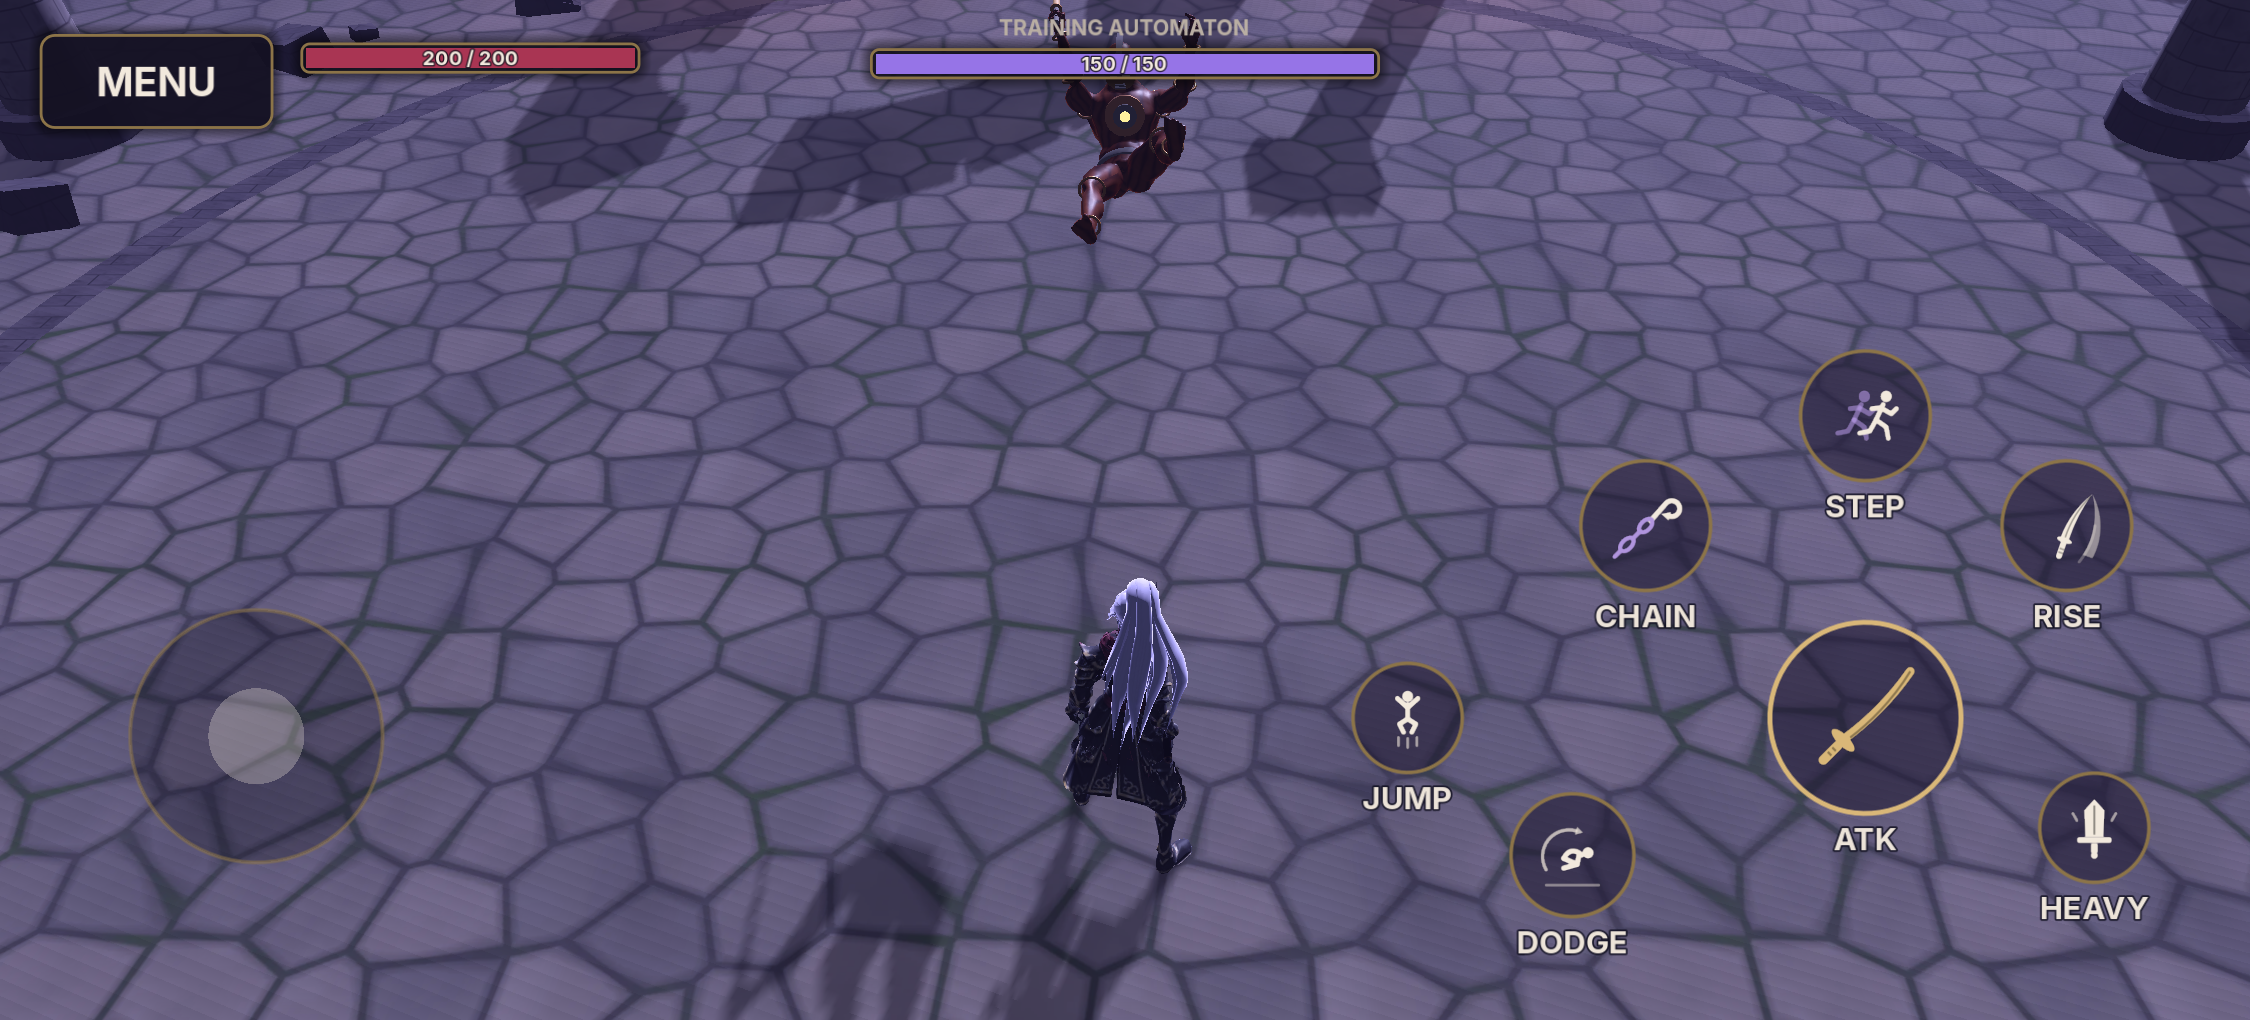 TRAINING AUTOMATON
MENU
200 / 200
150 / 150
STEP
CHAIN
RISE
JUMP
ATK
HEAVY
DODGE